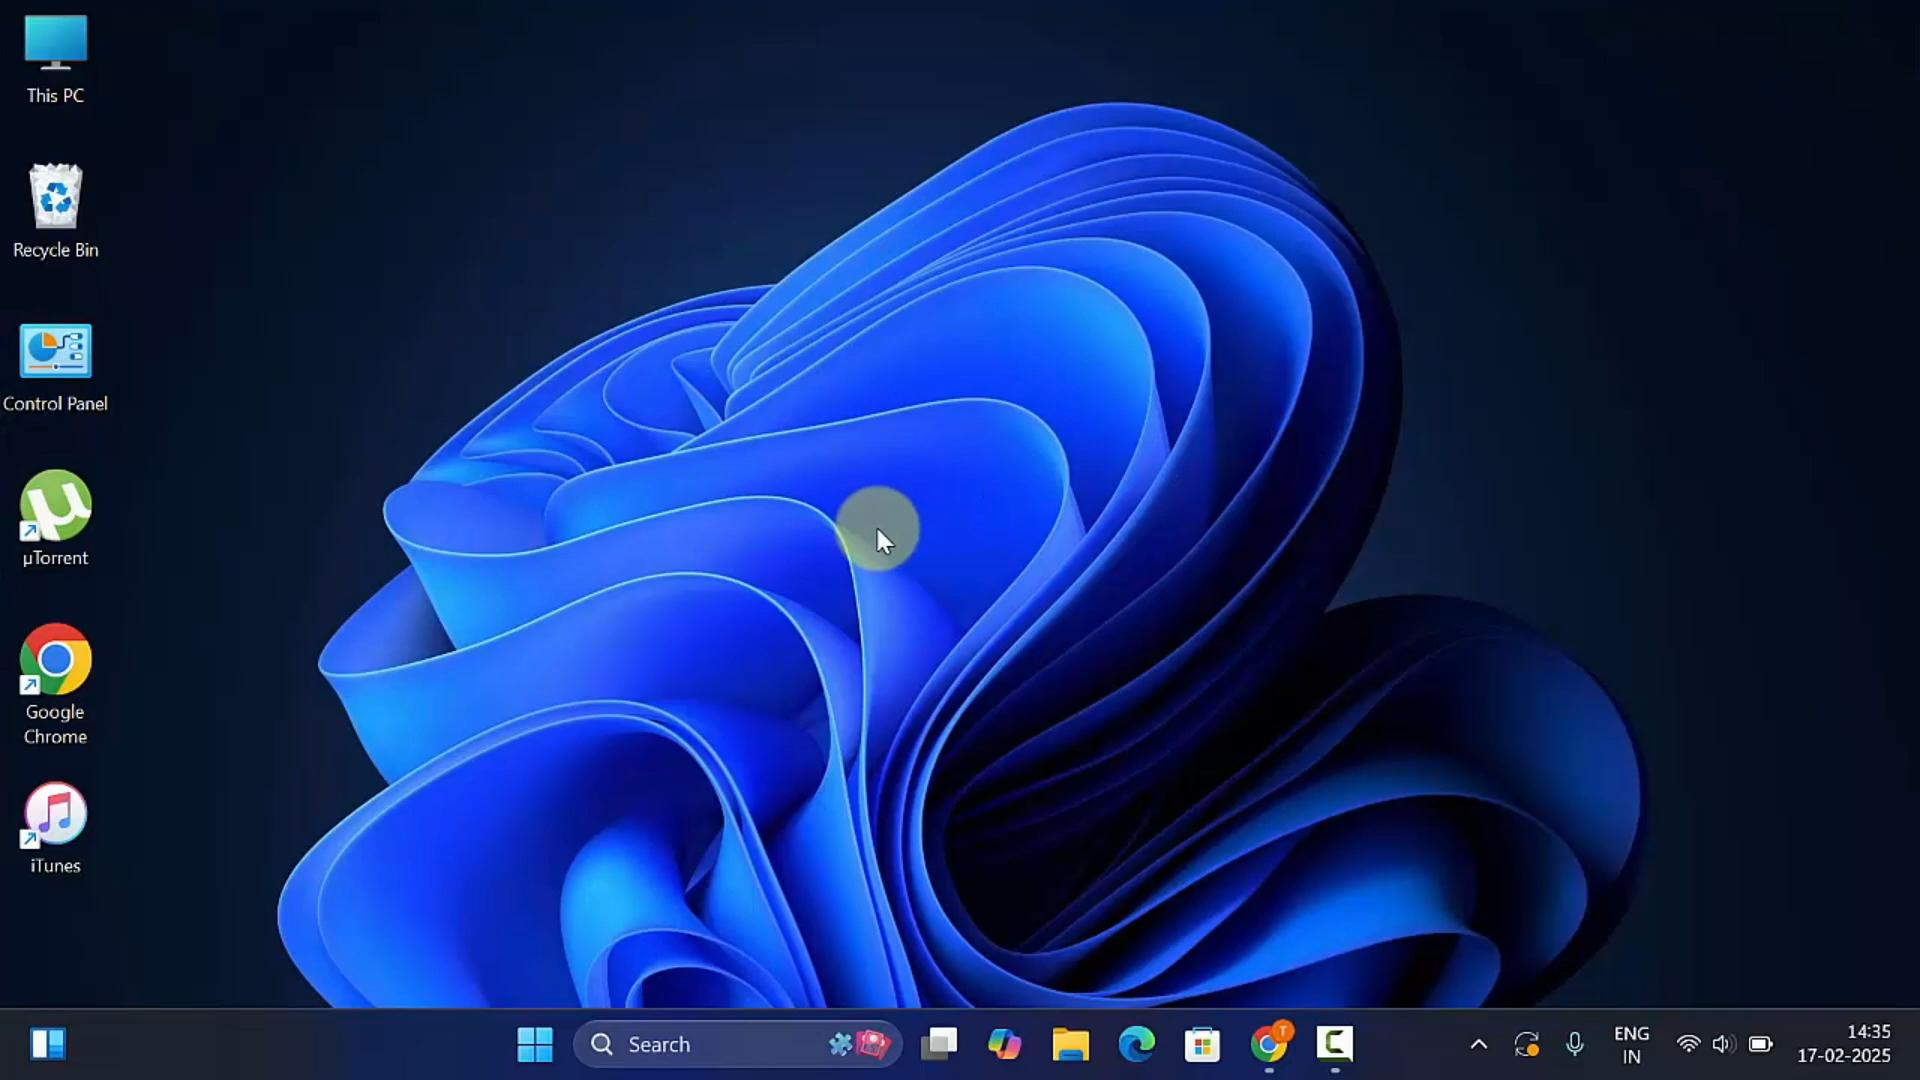 This PC
Recycle Bin
Control Panel
µTorrent
Google
Chrome
iTunes
Search
T
ENG
IN
14:35
17-02-2025